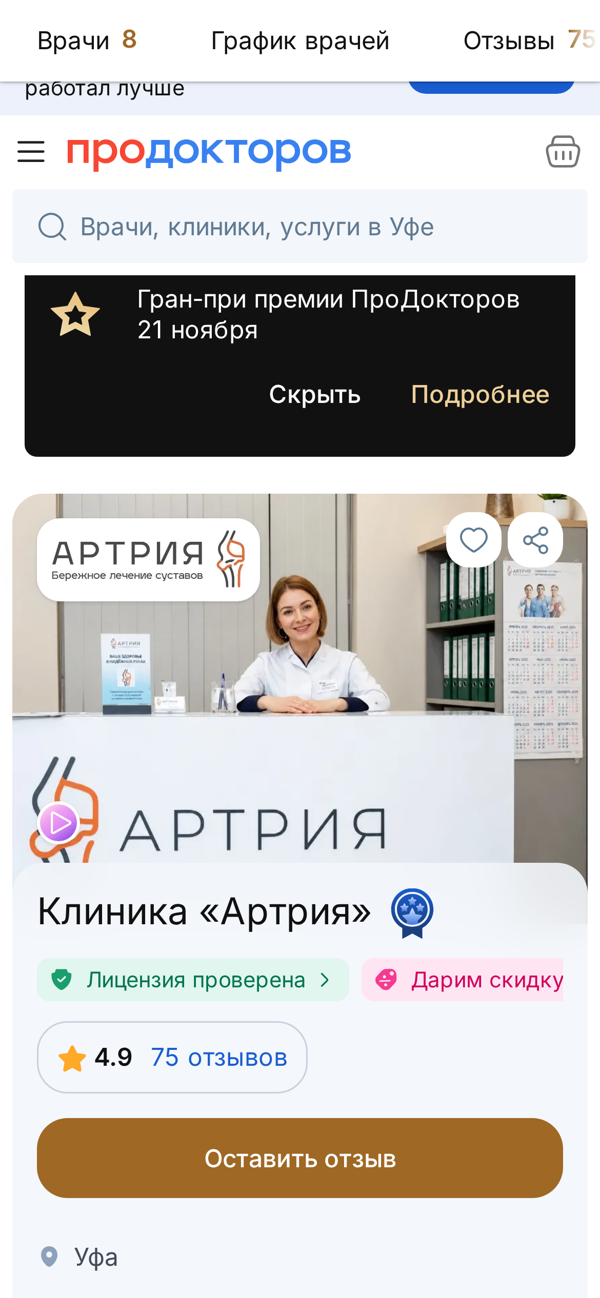 Врачи 8 График врачей Отзывы 75
работал лучше
продокторов
Врачи, клиники, услуги в Уфе
Гран-при премии ПроДокторов
21 ноября
Скрыть Подробнее
АРТРИЯ
Бережное лечение суставов
АРТРИЯ
АРТРИЯ
Клиника «Артрия»
Лицензия проверена Дарим скидку
4.9 75 отзывов
Оставить отзыв
Уфа